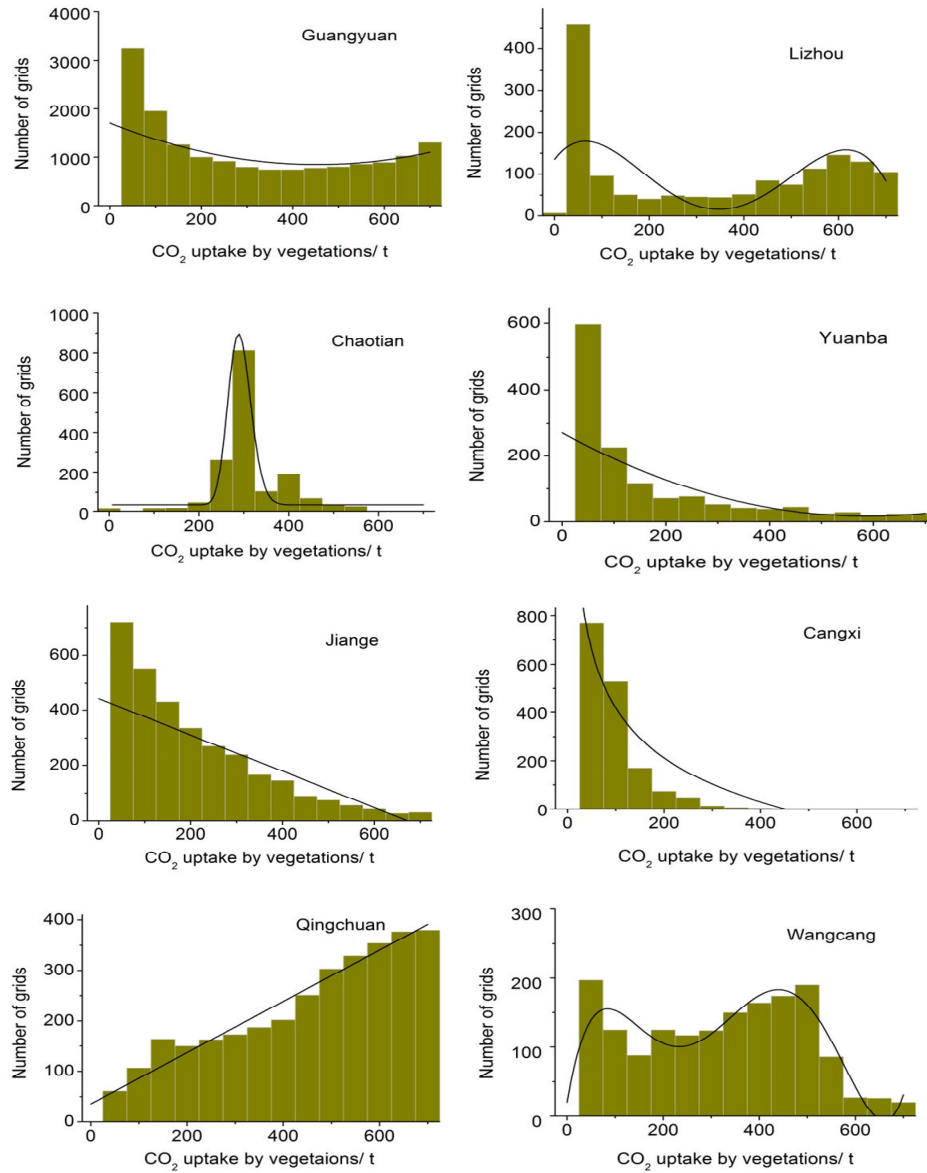 Guangyuan
Number of grids
4000
3000
2000
1000
0
0 200 400 600
CO₂ uptake by vegetations/ t
Lizhou
Number of grids
400
300
200
100
0
0 200 400 600
CO₂ uptake by vegetations/ t
Chaotian
Number of grids
1000
800
600
400
200
0
0 200 400 600
CO₂ uptake by vegetations/ t
Yuanba
Number of grids
600
400
200
0
0 200 400 600
CO₂ uptake by vegetations/ t
Jiange
Number of grids
600
400
200
0
0 200 400 600
CO₂ uptake by vegetations/ t
Cangxi
Number of grids
800
600
400
200
0
0 200 400 600
CO₂ uptake by vegetations/ t
Qingchuan
Number of grids
400
300
200
100
0
0 200 400 600
CO₂ uptake by vegetaions/ t
Wangcang
Number of grids
300
200
100
0
0 200 400 600
CO₂ uptake by vegetations/ t